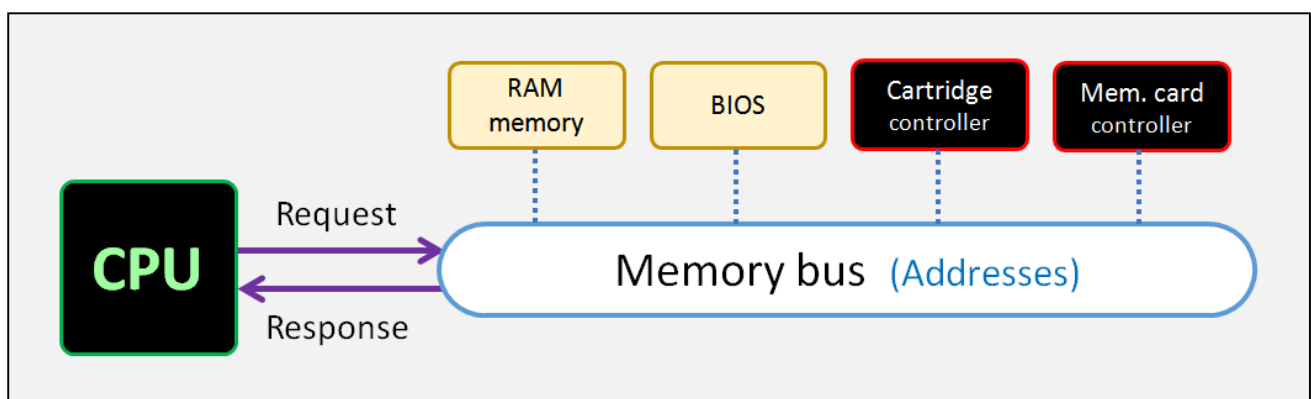 RAM
memory
BIOS
Cartridge
controller
Mem. card
controller
CPU
Request
Response
Memory bus (Addresses)